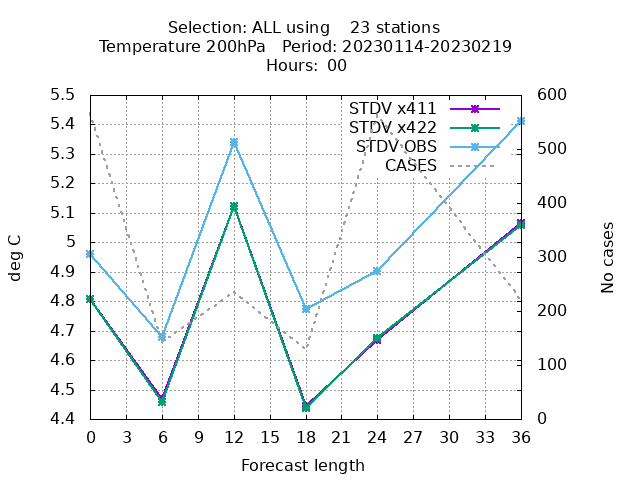 Selection: ALL using    23 stations
Temperature 200hPa   Period: 20230114-20230219
Hours: 00
5.5
5.4
5.3
5.2
5.1
5
4.9
4.8
4.7
4.6
4.5
4.4
deg C
STDV x411
STDV x422
STDV OBS
CASES
600
500
400
300
200
100
0
No cases
0 3 6 9 12 15 18 21 24 27 30 33 36
Forecast length